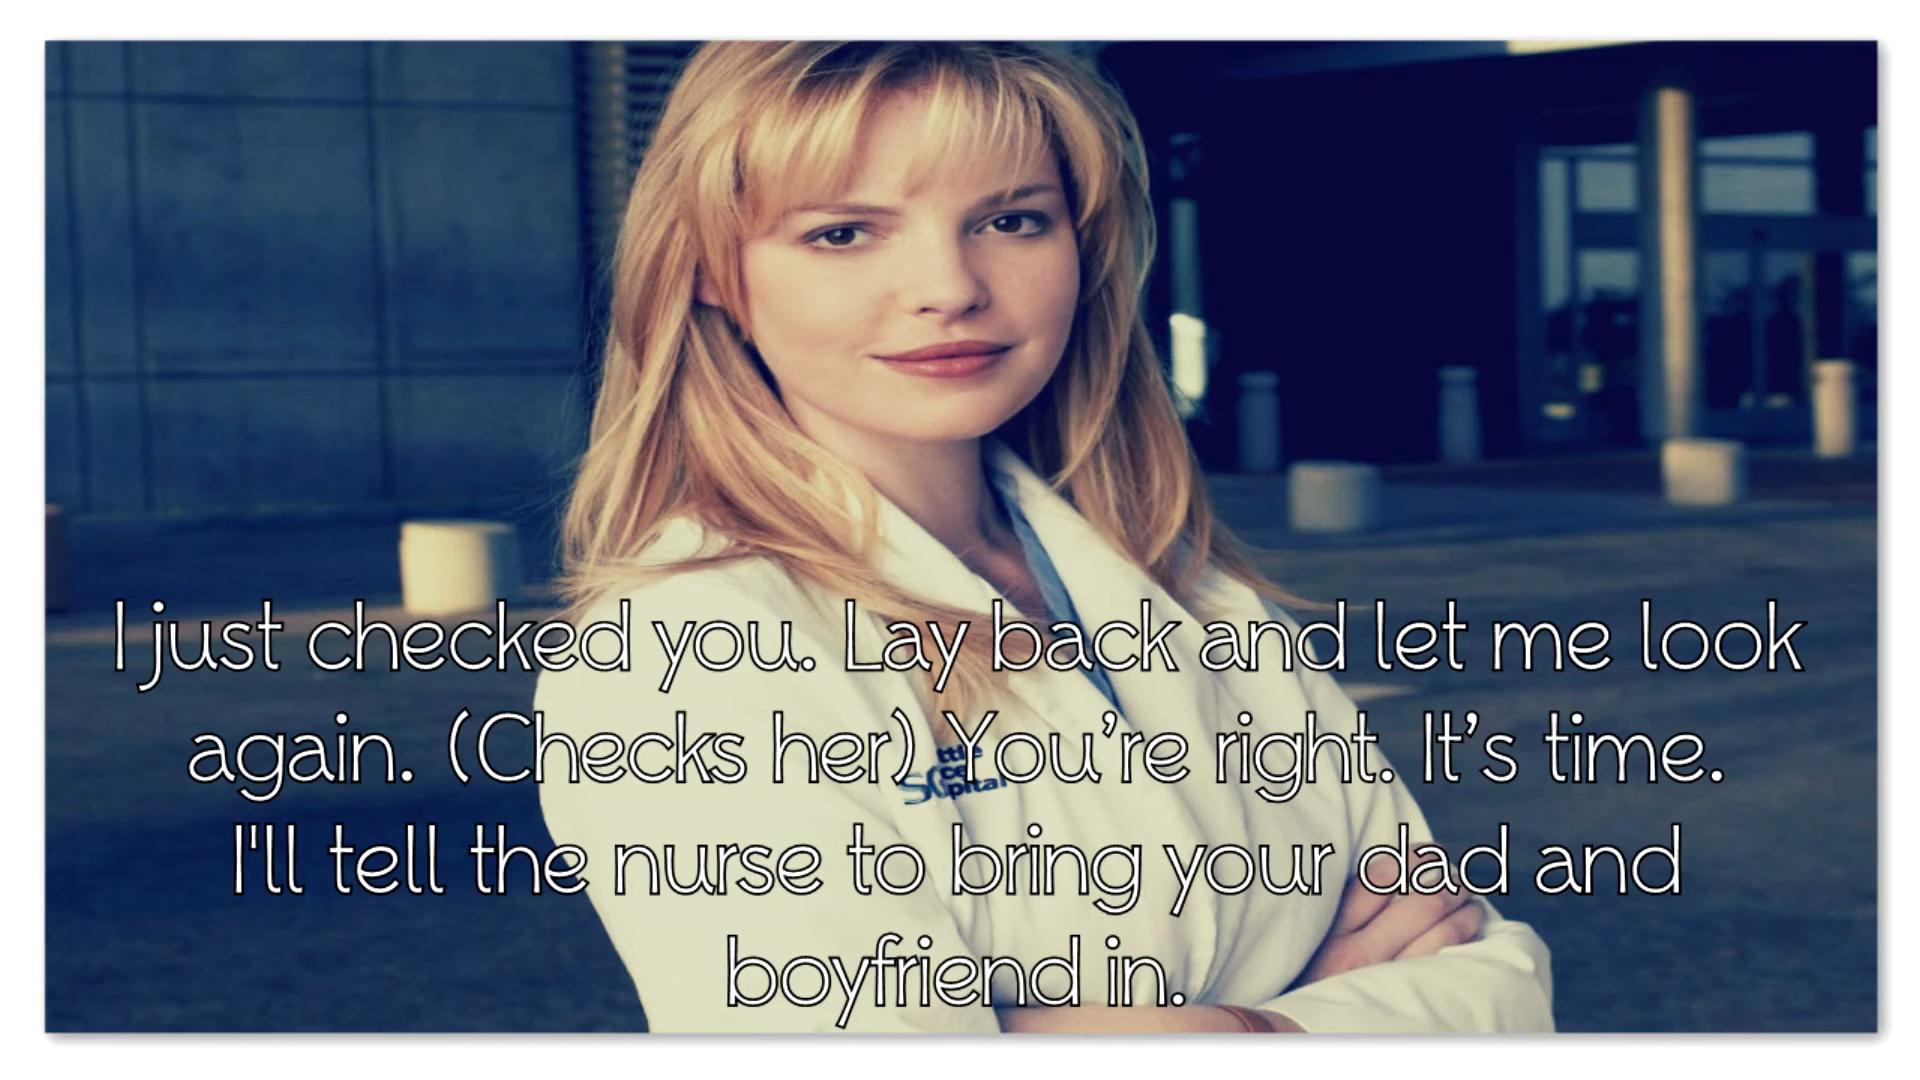 I just checked you. Lay back and let me look
again. (Checks her) You’re right. It’s time.
I'll tell the nurse to bring your dad and
boyfriend in.